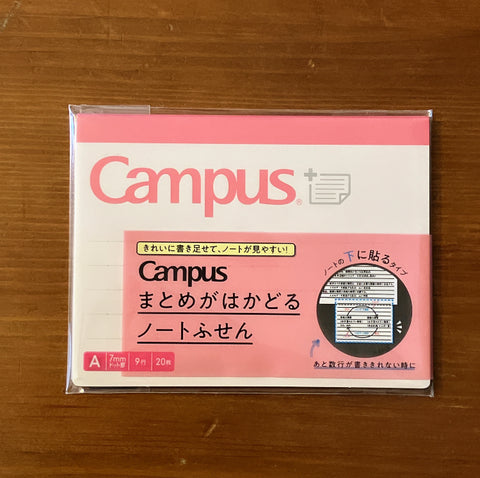 Campus®
きれいに書き足せて、ノートが見やすい!
Campus
まとめがはかどる
ノートふせん
ノートの下に貼るタイプ
あと数行が書ききれない時に
A 7mmドット罫 9行 20枚